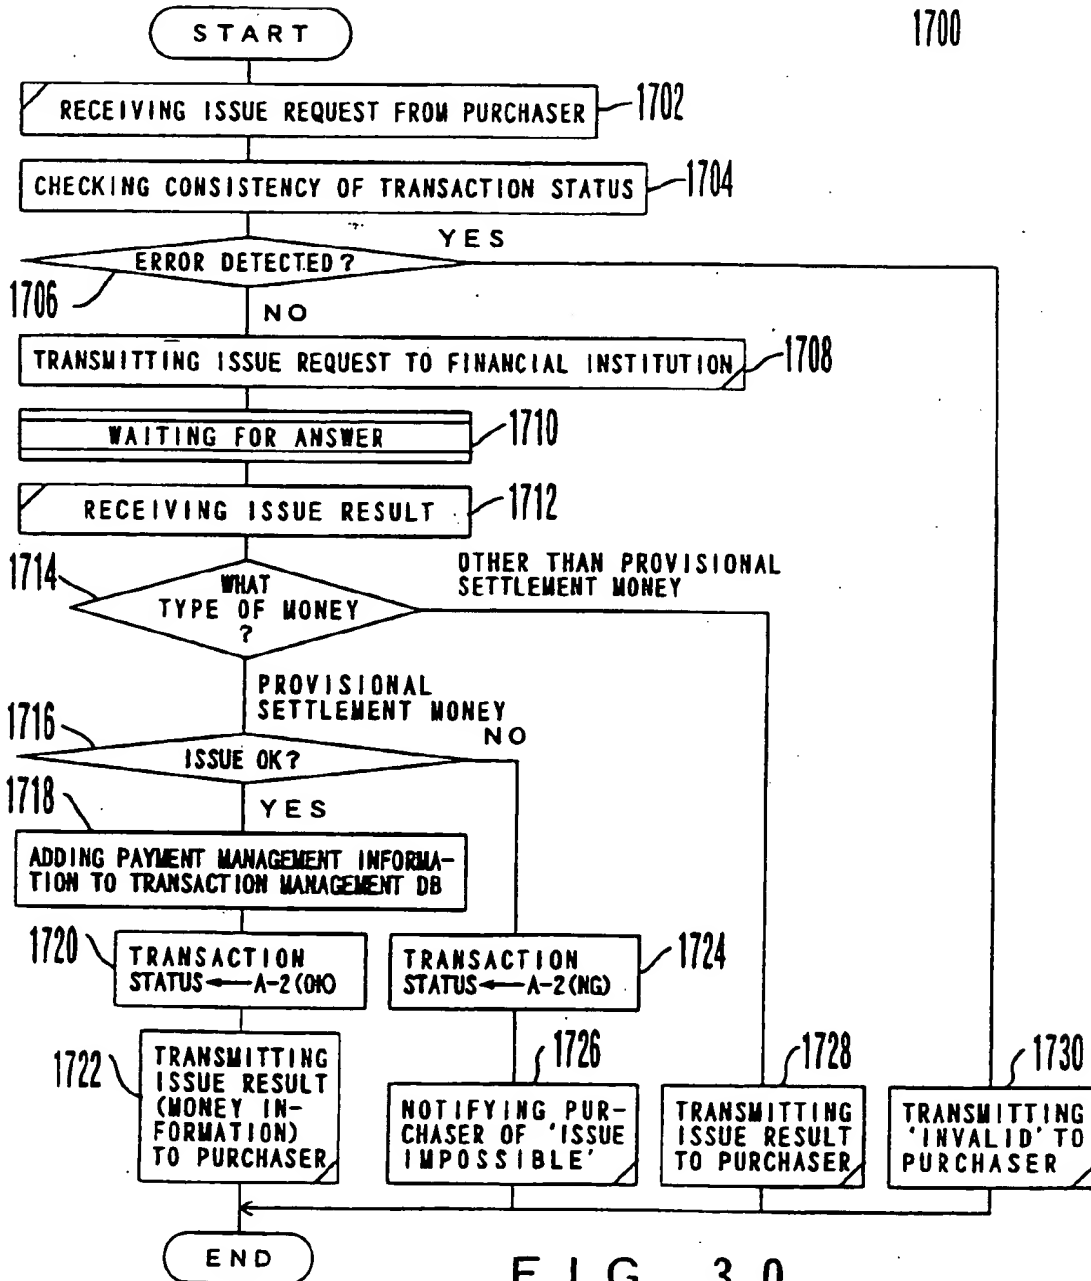 START
1700
RECEIVING ISSUE REQUEST FROM PURCHASER
1702
CHECKING CONSISTENCY OF TRANSACTION STATUS
1704
YES
ERROR DETECTED?
1706
NO
TRANSMITTING ISSUE REQUEST TO FINANCIAL INSTITUTION
1708
WAITING FOR ANSWER
1710
RECEIVING ISSUE RESULT
1712
1714
WHAT
TYPE OF MONEY
?
OTHER THAN PROVISIONAL
SETTLEMENT MONEY
PROVISIONAL
SETTLEMENT MONEY
1716
NO
ISSUE OK?
1718
YES
ADDING PAYMENT MANAGEMENT INFORMA-
TION TO TRANSACTION MANAGEMENT DB
1720
TRANSACTION
STATUS←A-2(OK)
TRANSACTION
STATUS←A-2(NG)
1724
1722
TRANSMITTING
ISSUE RESULT
(MONEY IN-
FORMATION)
TO PURCHASER
1726
NOTIFYING PUR-
CHASER OF 'ISSUE
IMPOSSIBLE'
1728
TRANSMITTING
ISSUE RESULT
TO PURCHASER
1730
TRANSMITTING
'INVALID' TO
PURCHASER
END
FIG. 30